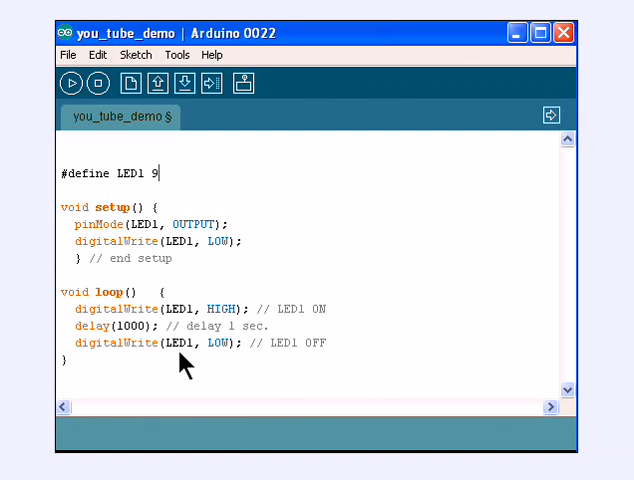 you_tube_demo | Arduino 0022
File Edit Sketch Tools Help
you_tube_demo §
#define LED1 9
void setup() {
pinMode(LED1, OUTPUT);
digitalWrite(LED1, LOW);
} // end setup
void loop() {
digitalWrite(LED1, HIGH); // LED1 ON
delay(1000); // delay 1 sec.
digitalWrite(LED1, LOW); // LED1 OFF
}